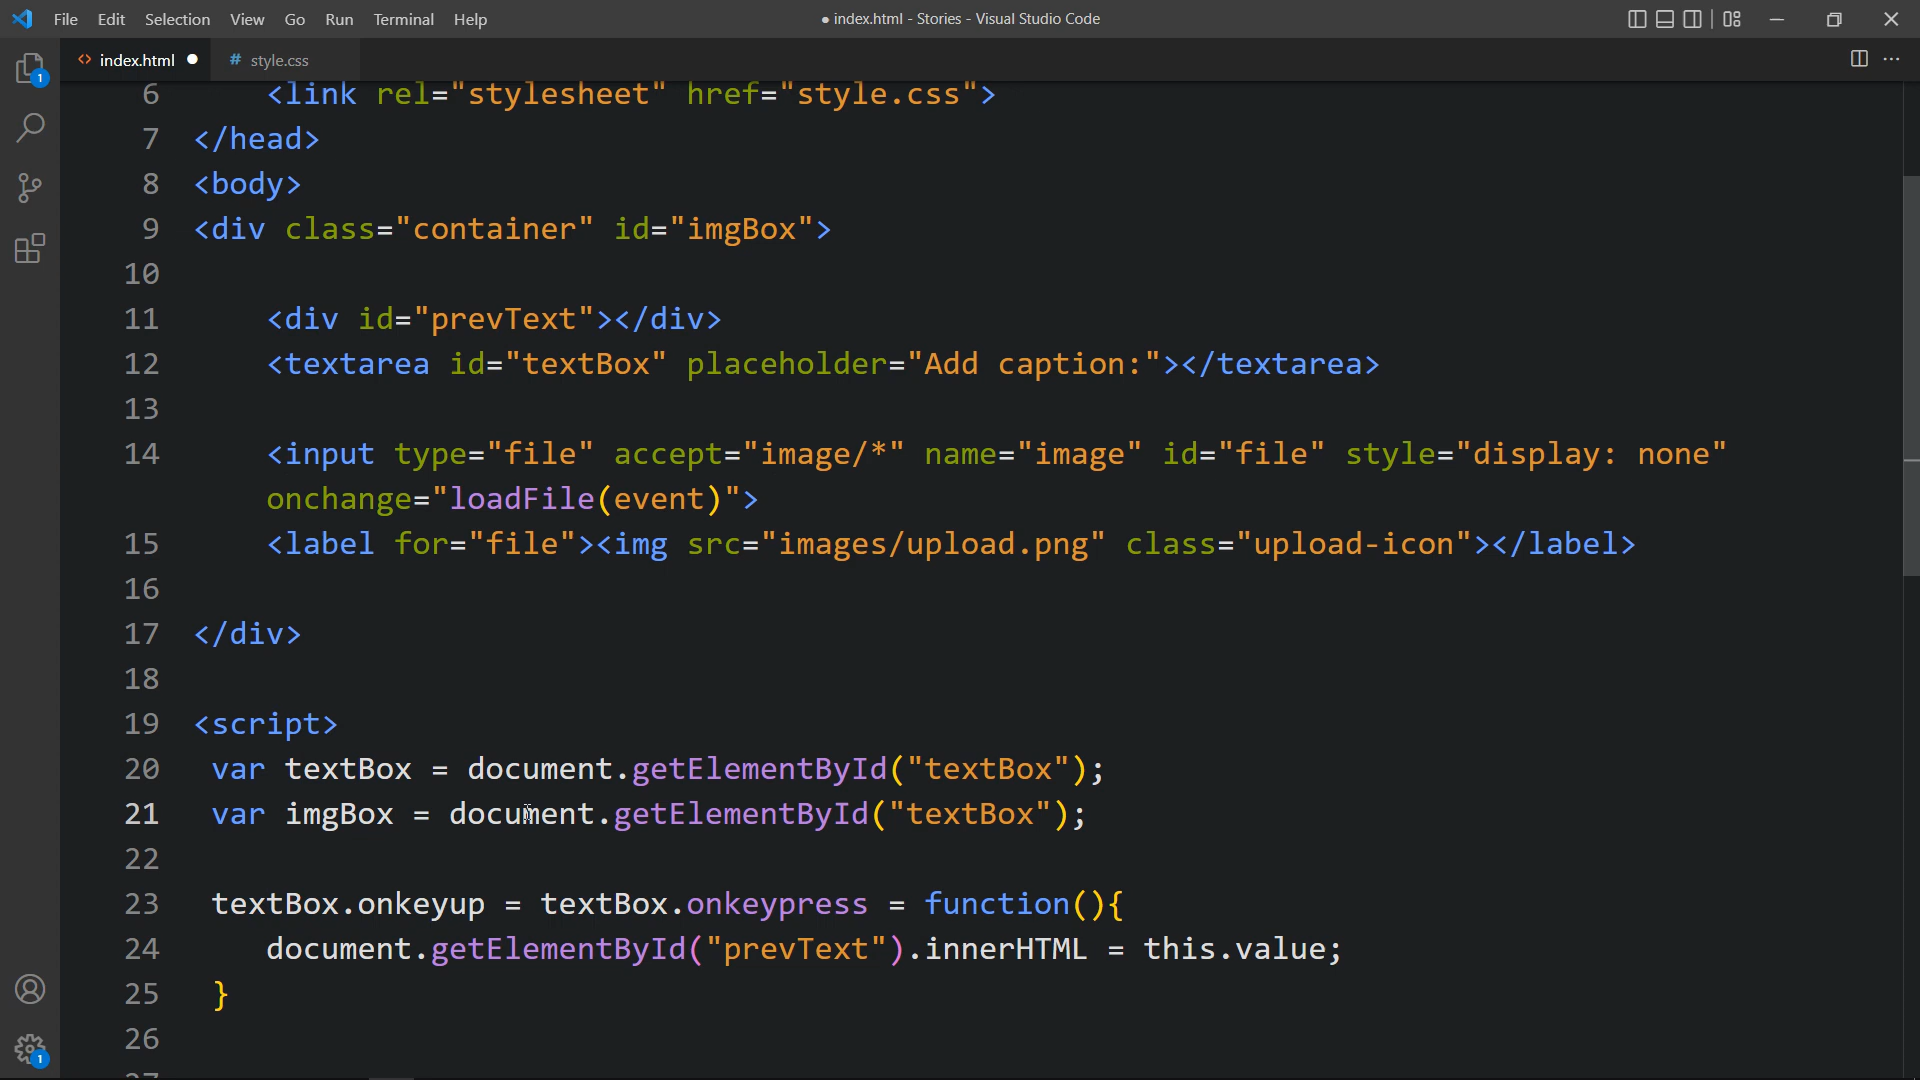 File Edit Selection View Go Run Terminal Help
● index.html - Stories - Visual Studio Code
<> index.html ● # style.css
6 <link rel="stylesheet" href="style.css">
7 </head>
8 <body>
9 <div class="container" id="imgBox">
10
11 <div id="prevText"></div>
12 <textarea id="textBox" placeholder="Add caption:"></textarea>
13
14 <input type="file" accept="image/*" name="image" id="file" style="display: none"
onchange="loadFile(event)">
15 <label for="file"><img src="images/upload.png" class="upload-icon"></label>
16
17 </div>
18
19 <script>
20 var textBox = document.getElementById("textBox");
21 var imgBox = document.getElementById("textBox");
22
23 textBox.onkeyup = textBox.onkeypress = function(){
24 document.getElementById("prevText").innerHTML = this.value;
25 }
26
27
1
1